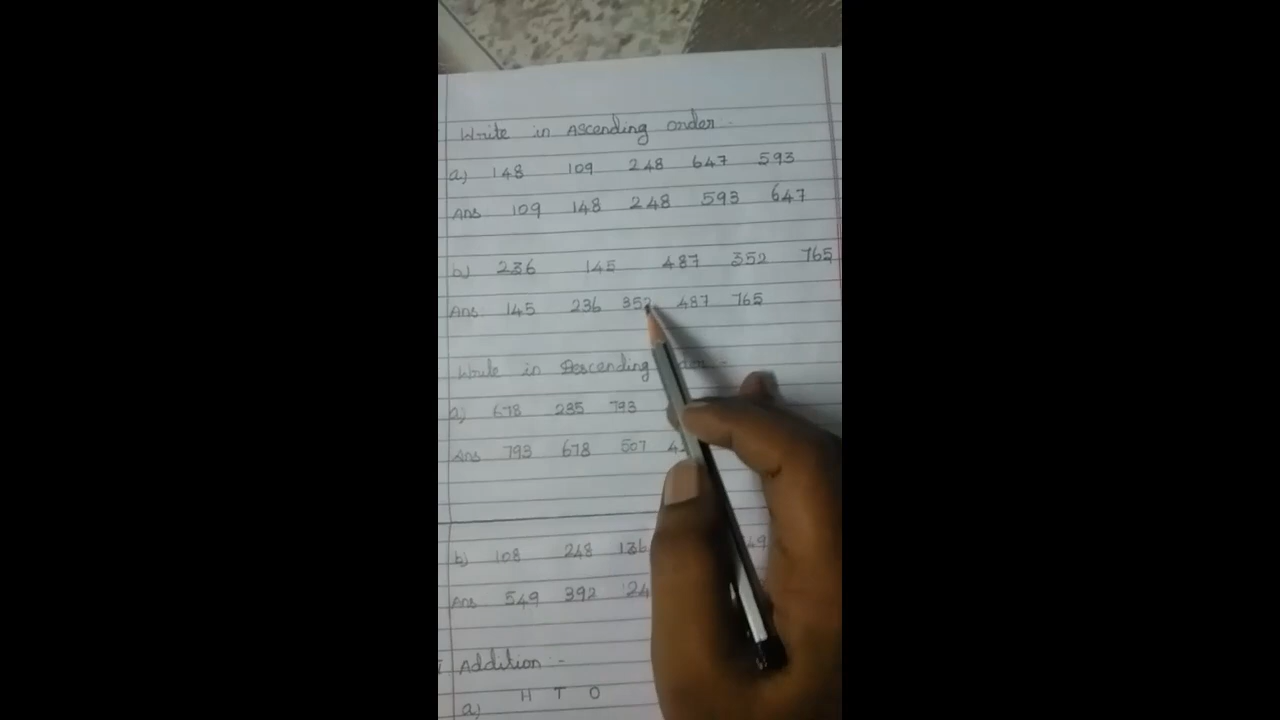 Write in Ascending order -
a) 148 109 248 647 593
Ans 109 148 248 593 647
b) 236 145 487 352 765
Ans 145 236 352 487 765
Write in Descending
a) 678 235 793
Ans 793 678 507
b) 108 248 136
Ans 549 392
Addition :-
H T O
a)